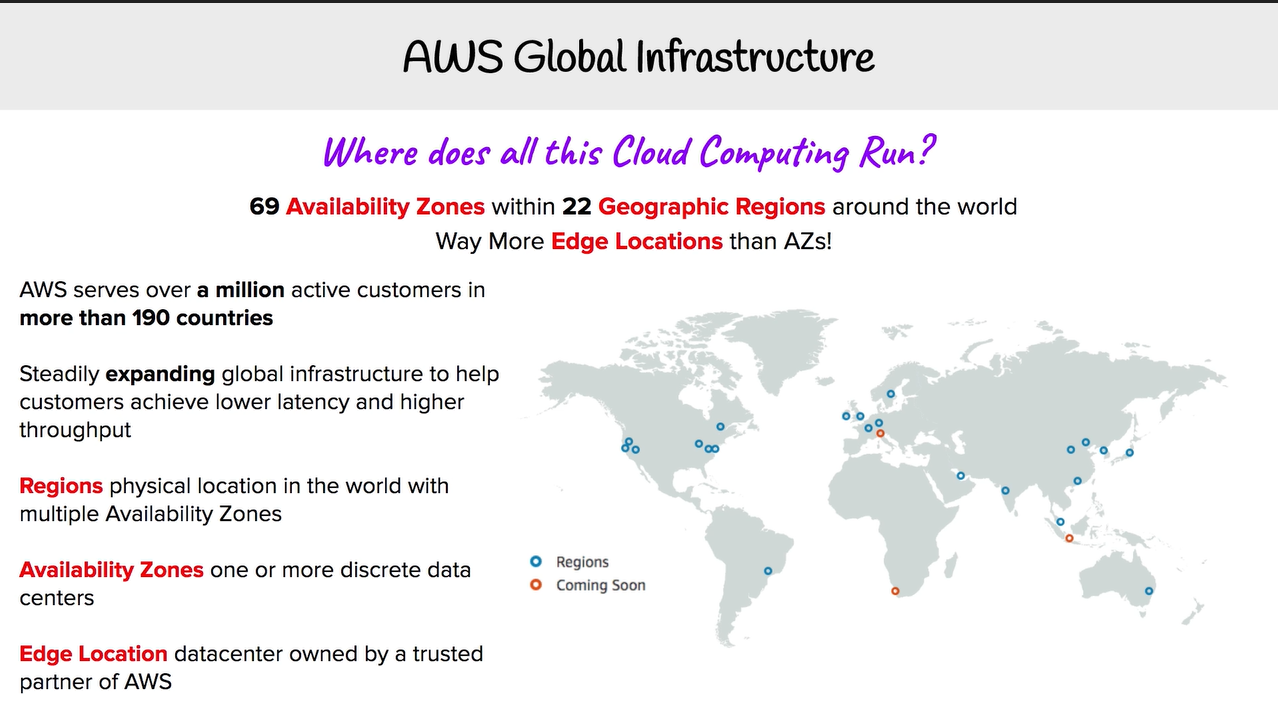 AWS Global Infrastructure
Where does all this Cloud Computing Run?
69 Availability Zones within 22 Geographic Regions around the world
Way More Edge Locations than AZs!
AWS serves over a million active customers in
more than 190 countries
Steadily expanding global infrastructure to help
customers achieve lower latency and higher
throughput
Regions physical location in the world with
multiple Availability Zones
Availability Zones one or more discrete data
centers
Edge Location datacenter owned by a trusted
partner of AWS
Regions
Coming Soon